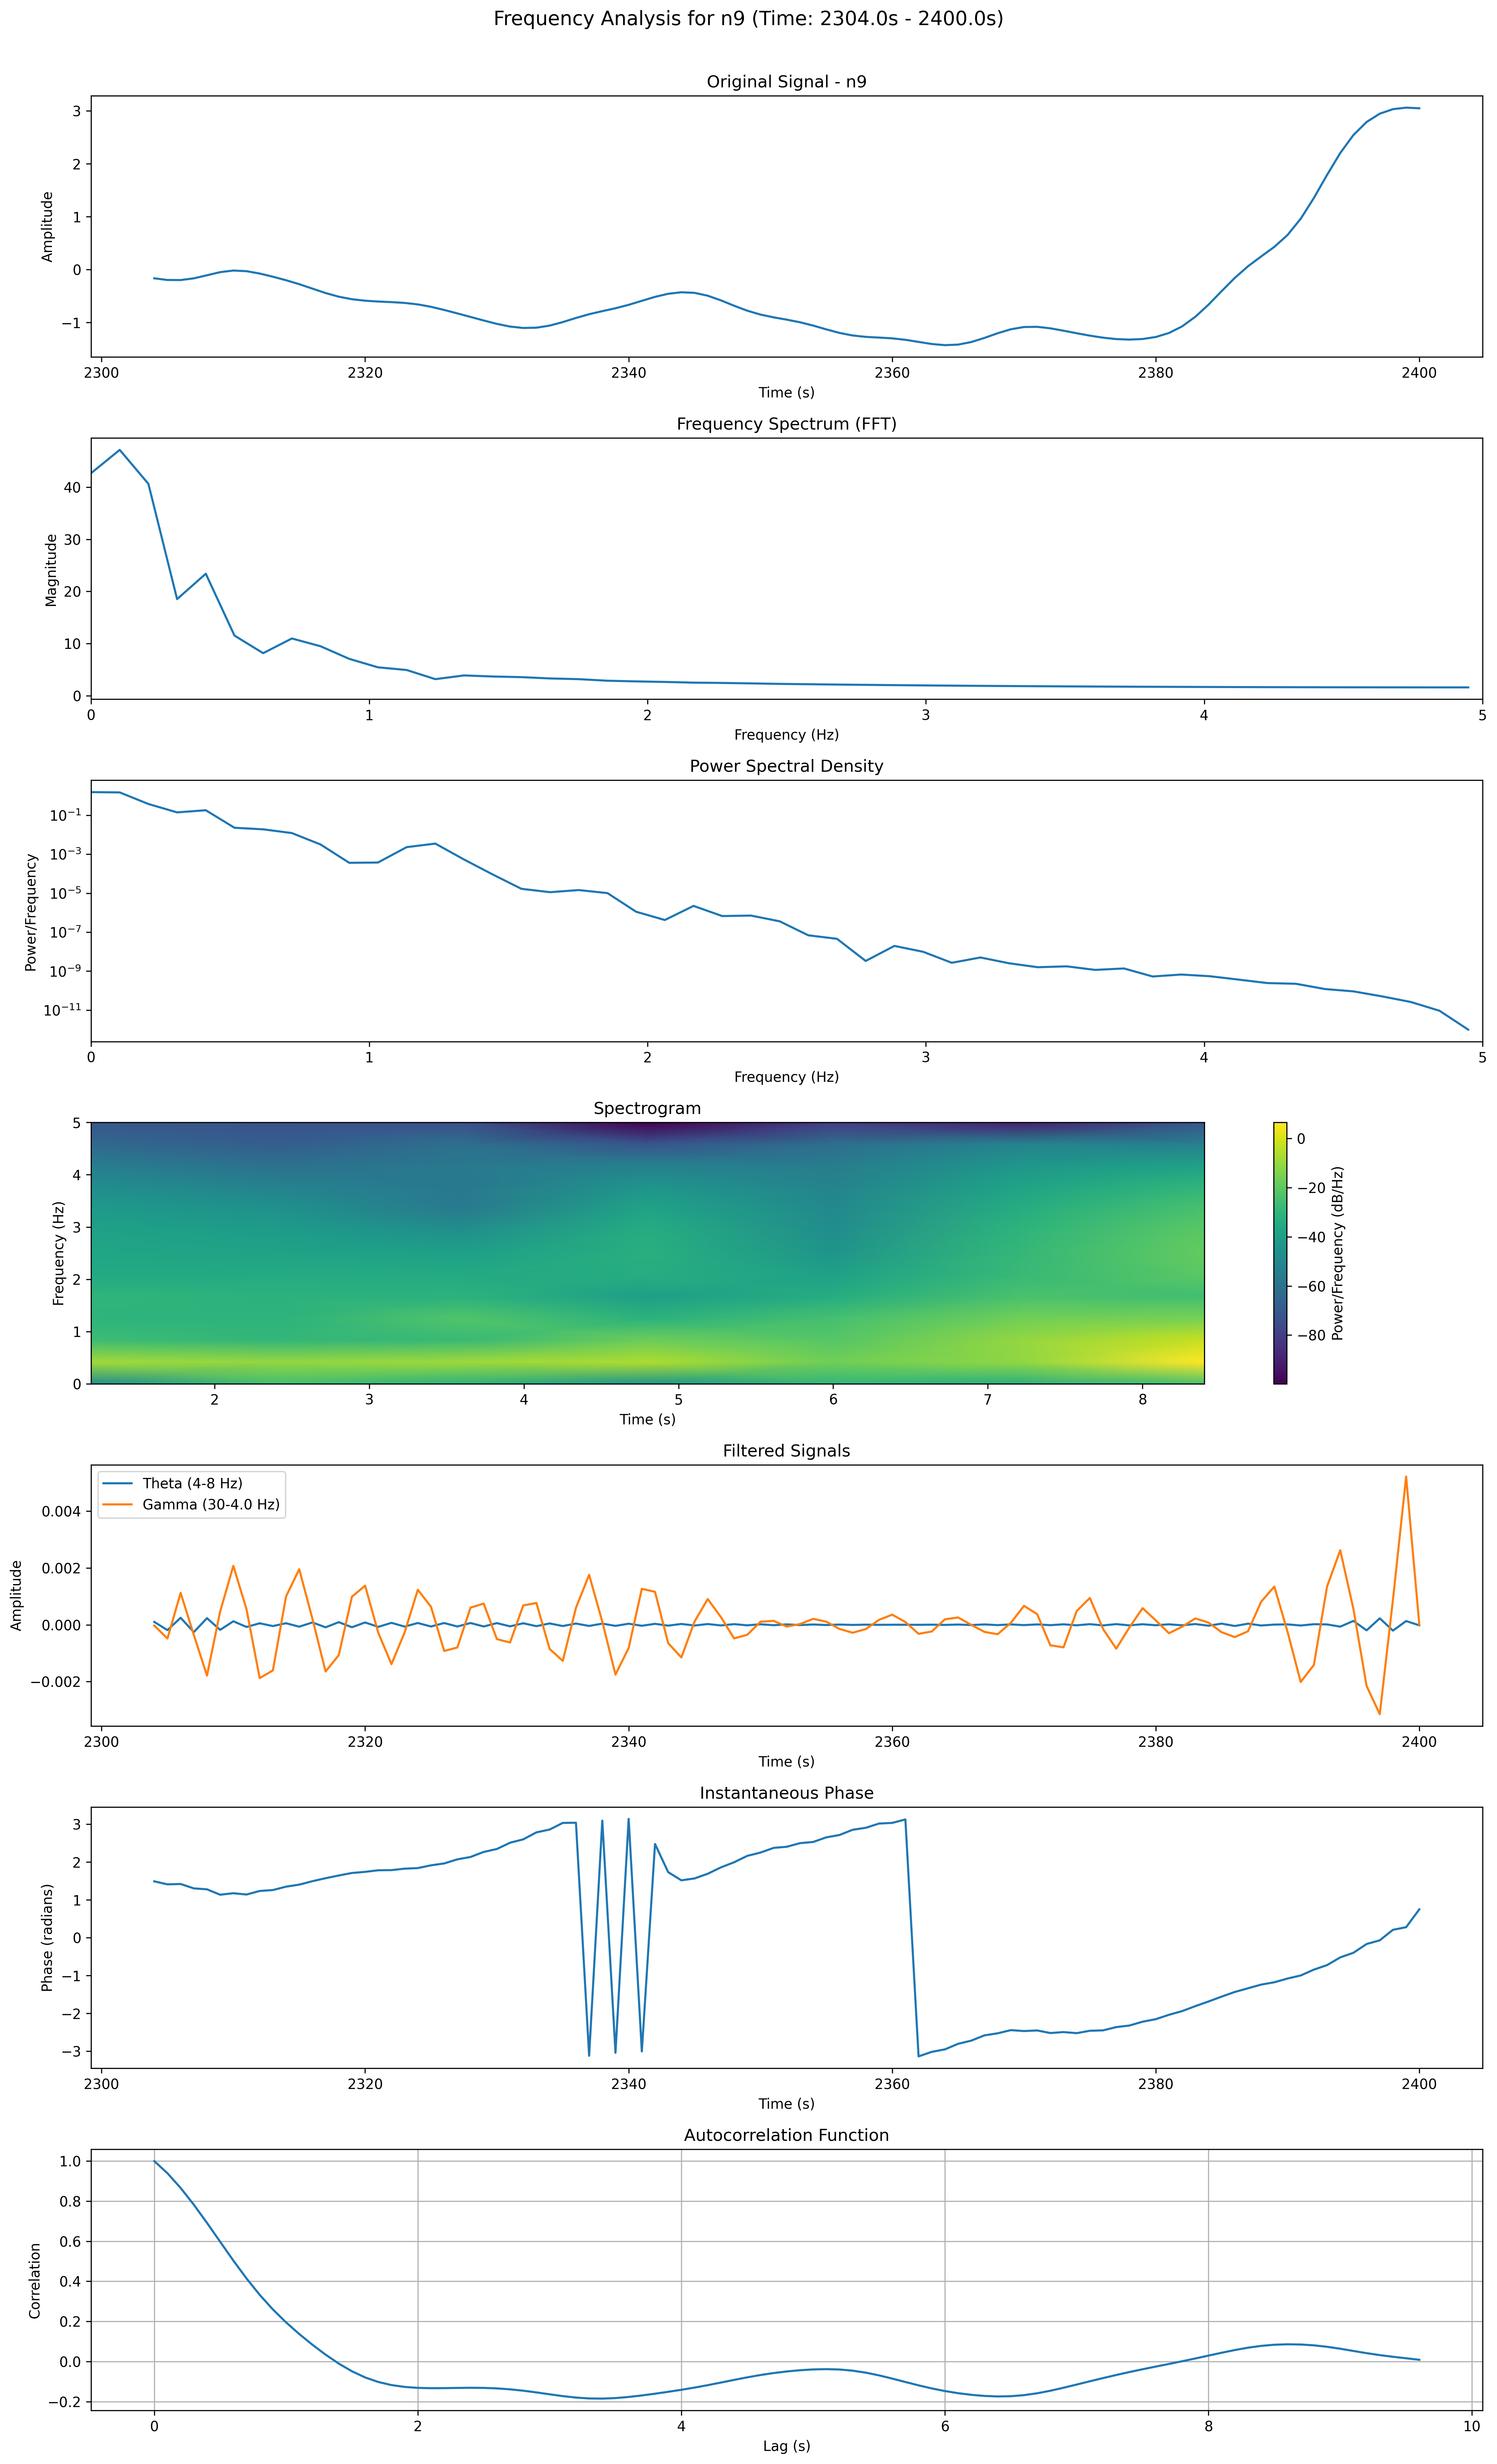 Frequency Analysis for n9 (Time: 2304.0s - 2400.0s)
Original Signal - n9
Amplitude
3
2
1
0
−1
2300 2320 2340 2360 2380 2400
Time (s)
Frequency Spectrum (FFT)
Magnitude
40
30
20
10
0
0 1 2 3 4 5
Frequency (Hz)
Power Spectral Density
Power/Frequency
10⁻¹
10⁻³
10⁻⁵
10⁻⁷
10⁻⁹
10⁻¹¹
0 1 2 3 4 5
Frequency (Hz)
Spectrogram
Frequency (Hz)
5
4
3
2
1
0
2 3 4 5 6 7 8
Time (s)
0
−20
−40
−60
−80
Power/Frequency (dB/Hz)
Filtered Signals
Theta (4-8 Hz)
Gamma (30-4.0 Hz)
Amplitude
0.004
0.002
0.000
−0.002
2300 2320 2340 2360 2380 2400
Time (s)
Instantaneous Phase
Phase (radians)
3
2
1
0
−1
−2
−3
2300 2320 2340 2360 2380 2400
Time (s)
Autocorrelation Function
Correlation
1.0
0.8
0.6
0.4
0.2
0.0
−0.2
0 2 4 6 8 10
Lag (s)